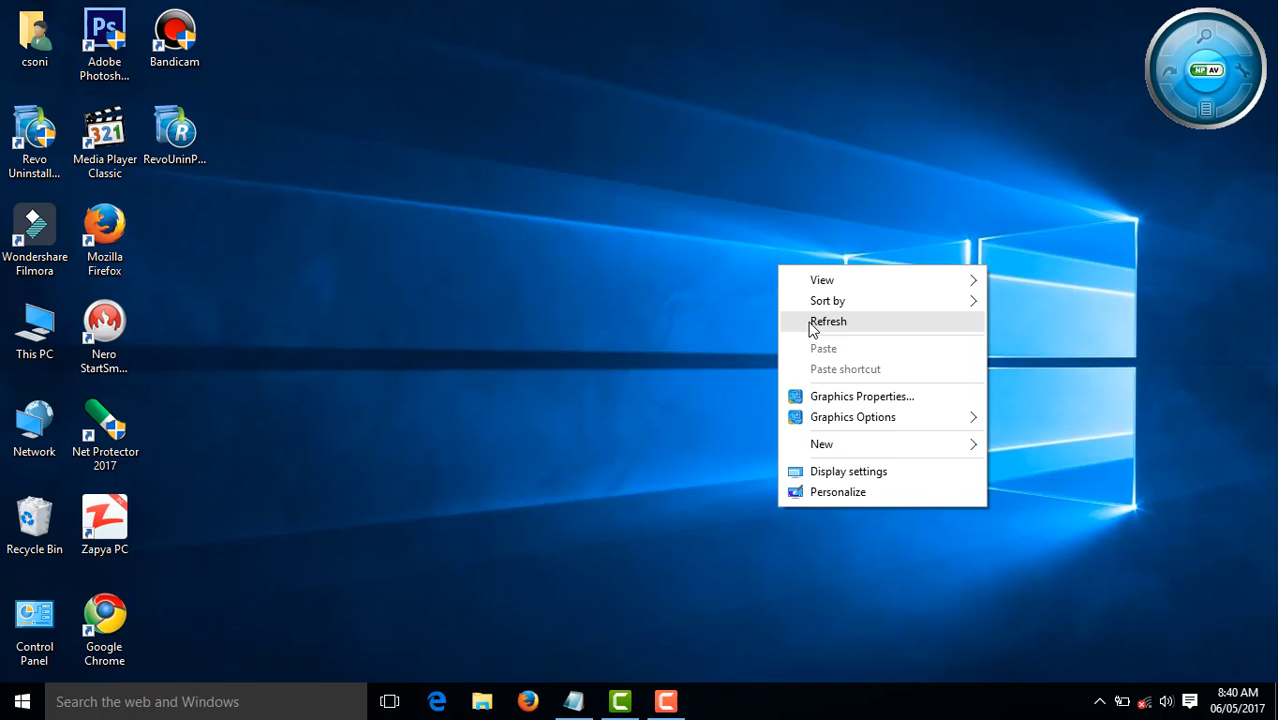 csoni
Adobe
Photosh...
Bandicam
Revo
Uninstall...
321
Media Player
Classic
R
RevoUninP...
Wondershare
Filmora
Mozilla
Firefox
This PC
Nero
StartSm...
Network
Net Protector
2017
Recycle Bin
Zapya PC
Control
Panel
Google
Chrome
Ps
NP AV
View
Sort by
Refresh
Paste
Paste shortcut
Graphics Properties...
Graphics Options
New
Display settings
Personalize
Search the web and Windows
8:40 AM
06/05/2017